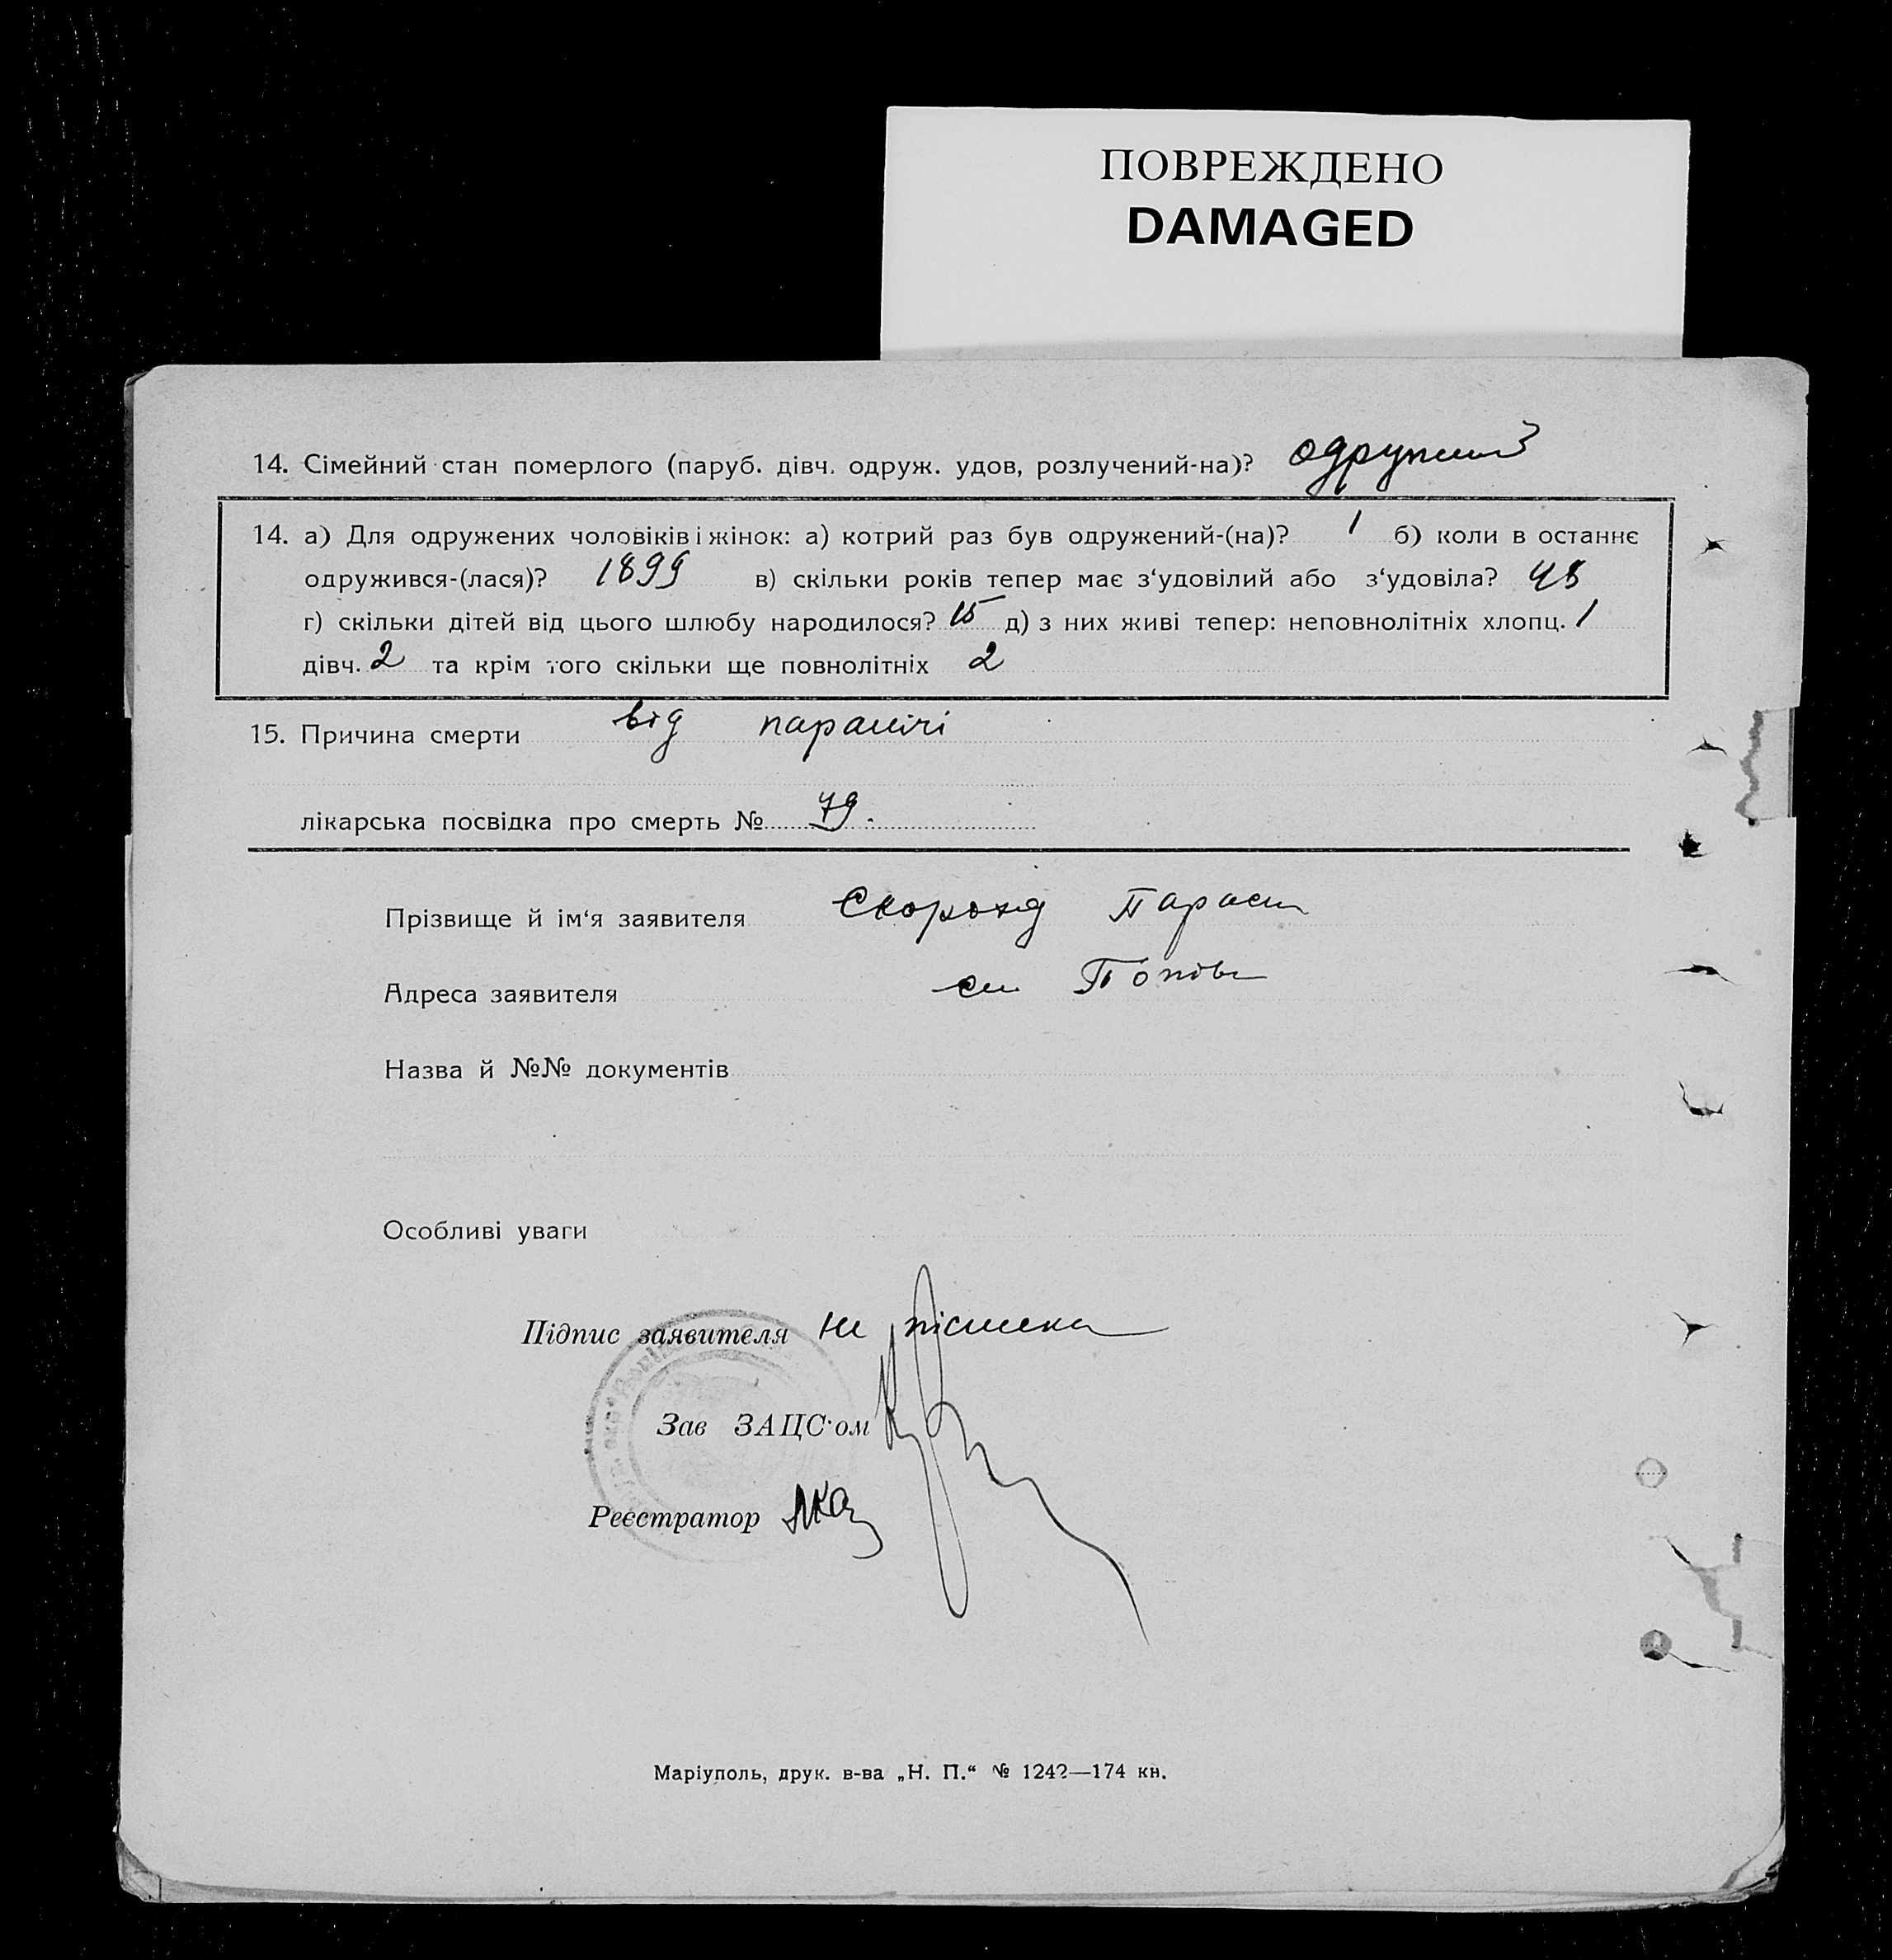 ПОВРЕЖДЕНО
DAMAGED
14. Сімейний стан померлого (паруб. дівч. одруж. удов, розлучений-на)?
14. а) Для одружених чоловіків і жінок: а) котрий раз був одружений-(на)? 1 б) коли в останнє
одружився-(лася)? 1899 в) скільки років тепер має з‘удовілий або з‘удовіла? 48
г) скільки дітей від цього шлюбу народилося? 15 д) з них живі тепер: неповнолітніх хлопц. 1
дівч. 2 та крім того скільки ще повнолітніх 2
15. Причина смерти від паралічі
лікарська посвідка про смерть № 79.
Прізвище й ім‘я заявителя Скороход
Адреса заявителя
Назва й №№ документів
Особливі уваги
Підпис заявителя не písьменна
Зав ЗАЦС‘ом
Реєстратор
Маріуполь, друк. в-ва „Н. П.“ № 1242—174 кн.